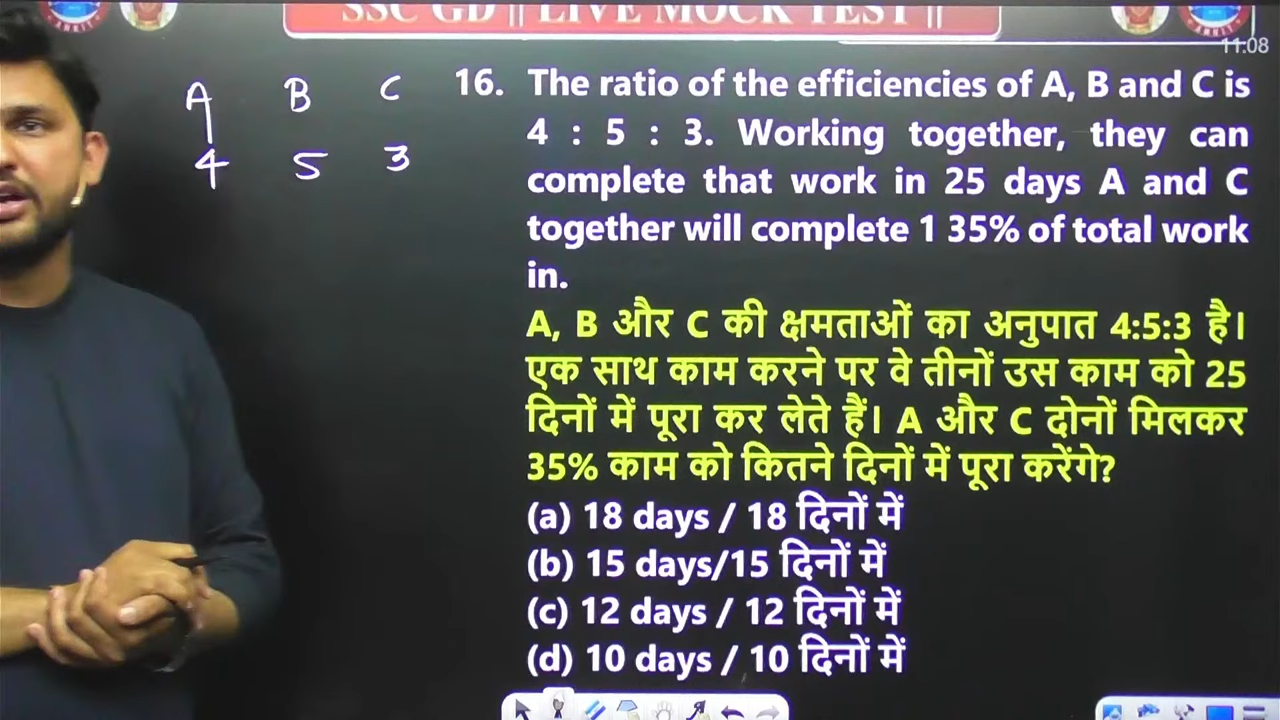 SSC GD || LIVE MOCK TEST ||
11:08
A B C
4 5 3
16. The ratio of the efficiencies of A, B and C is
4 : 5 : 3. Working together, they can
complete that work in 25 days A and C
together will complete 1 35% of total work
in.
A, B और C की क्षमताओं का अनुपात 4:5:3 है।
एक साथ काम करने पर वे तीनों उस काम को 25
दिनों में पूरा कर लेते हैं। A और C दोनों मिलकर
35% काम को कितने दिनों में पूरा करेंगे?
(a) 18 days / 18 दिनों में
(b) 15 days/15 दिनों में
(c) 12 days / 12 दिनों में
(d) 10 days / 10 दिनों में